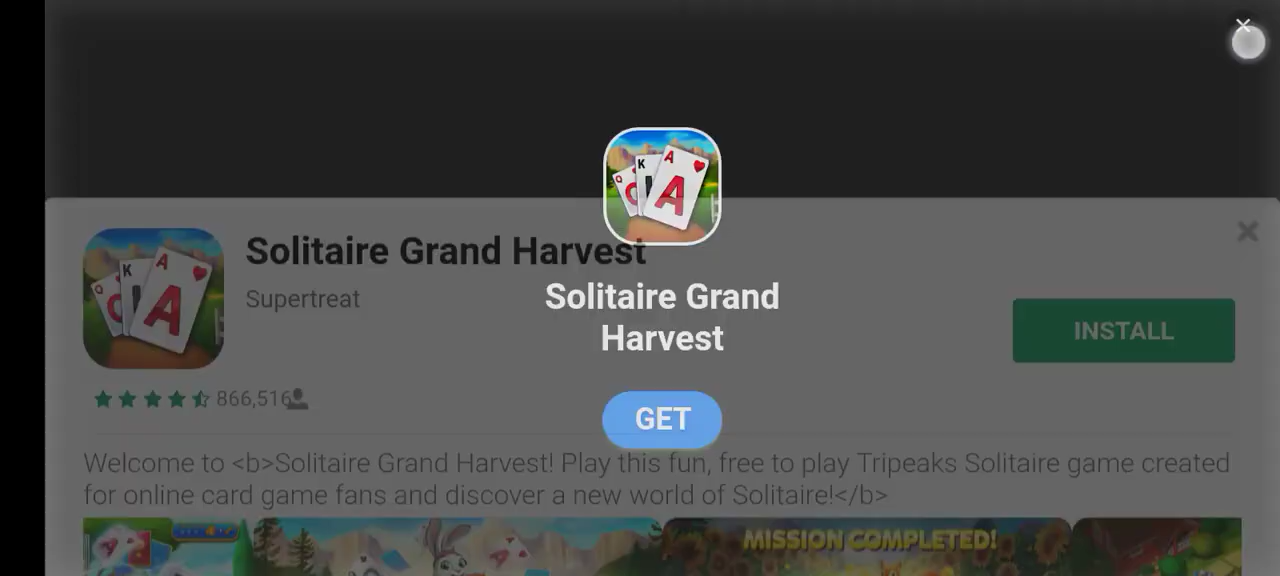 Solitaire Grand Harvest
Supertreat
INSTALL
866,516
Solitaire Grand
Harvest
GET
Welcome to <b>Solitaire Grand Harvest! Play this fun, free to play Tripeaks Solitaire game created
for online card game fans and discover a new world of Solitaire!</b>
MISSION COMPLETED!
K
A
Q
A
K
A
Q
A